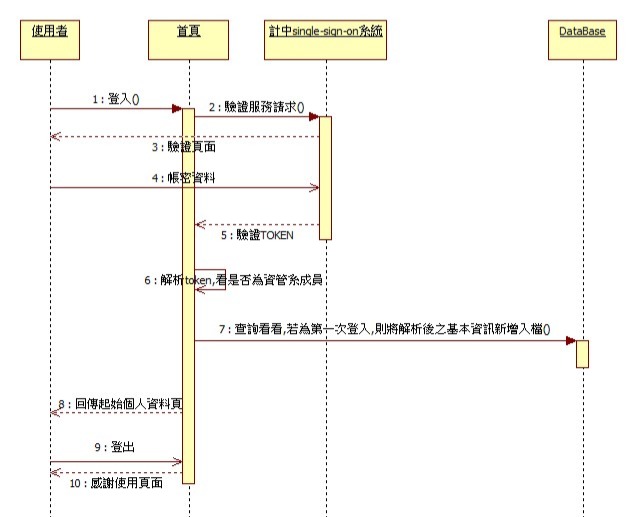 使用者
首頁
計中single-sign-on系統
DataBase
1 : 登入()
2 : 驗證服務請求()
3 : 驗證頁面
4 : 帳密資料
5 : 驗證TOKEN
6 : 解析token,看是否為資管系成員
7 : 查詢看看,若為第一次登入,則將解析後之基本資訊新增入檔()
8 : 回傳起始個人資料頁
9 : 登出
10 : 感謝使用頁面